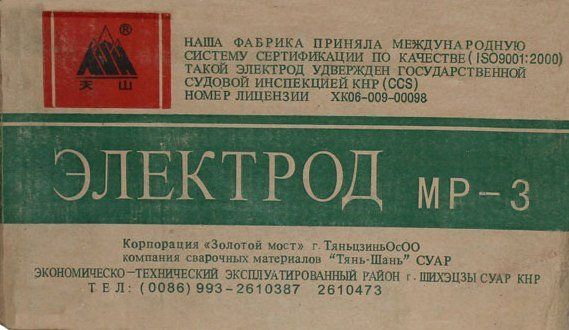 ®
天山
НАША ФАБРИКА ПРИНЯЛА МЕЖДУНАРОДНУЮ
СИСТЕМУ СЕРТИФИКАЦИИ ПО КАЧЕСТВЕ (ISO9001:2000)
ТАКОЙ ЭЛЕКТРОД УДВЕРЖДЕН ГОСУДАРСТВЕННОЙ
СУДОВОЙ ИНСПЕКЦИЕЙ КНР (CCS)
НОМЕР ЛИЦЕНЗИИ ХК06-009-00098
ЭЛЕКТРОД МР-3
Корпорация «Золотой мост» г.ТяньцзиньОсОО
компания сварочных материалов "Тянь-Шань" СУАР
ЭКОНОМИЧЕСКО-ТЕХНИЧЕСКИЙ ЭКСПЛУАТИРОВАННЫЙ РАЙОН г.ШИХЭЦЗЫ СУАР КНР
ТЕЛ: (0086) 993-2610387 2610473